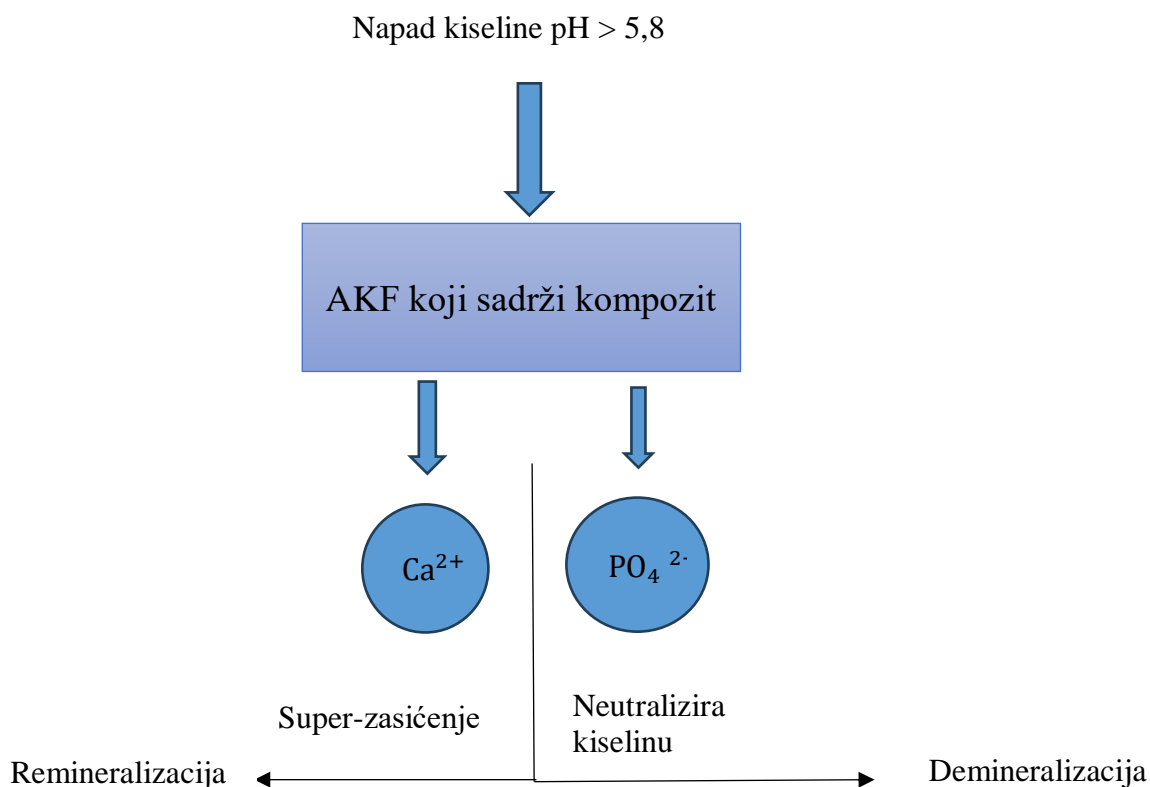 Napad kiseline pH > 5,8
AKF koji sadrži kompozit
Ca²⁺
PO₄ ²⁻
Super-zasićenje
Neutralizira
kiselinu
Remineralizacija
Demineralizacija